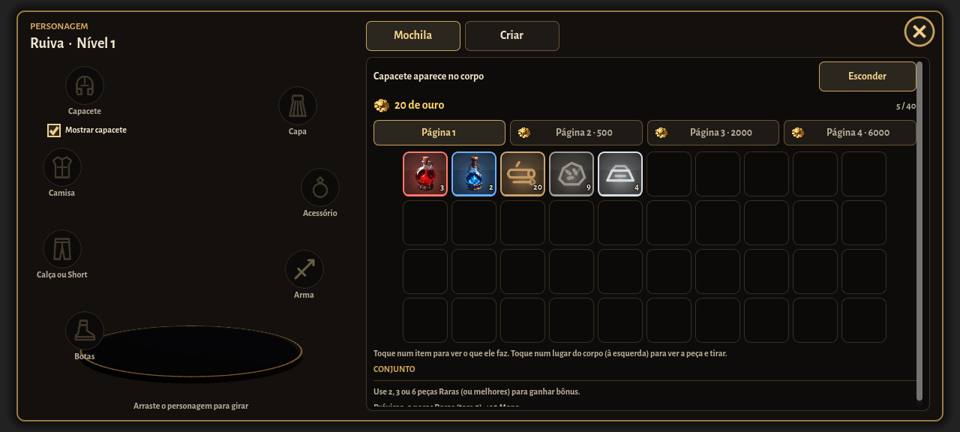 PERSONAGEM
Ruiva · Nível 1
Mochila
Criar
Capacete
Mostrar capacete
Capa
Camisa
Acessório
Calça ou Short
Arma
Botas
Arraste o personagem para girar
Capacete aparece no corpo
Esconder
20 de ouro
5 / 40
Página 1
Página 2 · 500
Página 3 · 2000
Página 4 · 6000
3
2
20
9
4
Toque num item para ver o que ele faz. Toque num lugar do corpo (à esquerda) para ver a peça e tirar.
CONJUNTO
Use 2, 3 ou 6 peças Raras (ou melhores) para ganhar bônus.